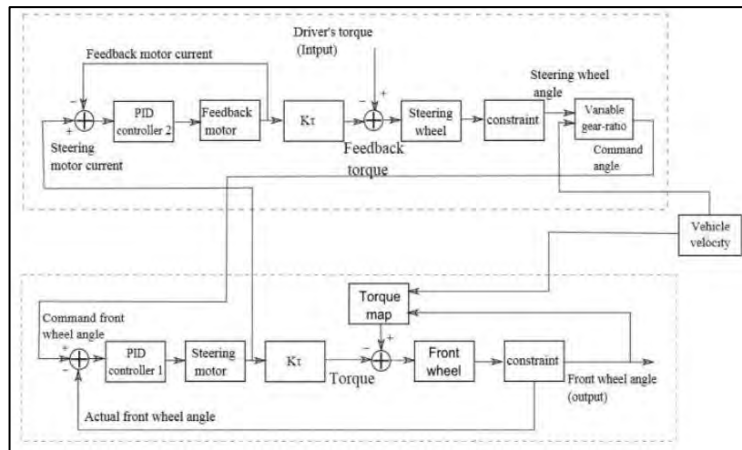 Driver's torque
(Intput)
Feedback motor current
Steering wheel
angle
−
+
+
−
PID
controller 2
Feedback
motor
Kτ
Steering
wheel
constraint
Variable
gear-ratio
Steering
motor current
Feedback
torque
Command
angle
Vehicle
velocity
Torque
map
Command front
wheel angle
+
−
−
+
PID
controller 1
Steering
motor
Kτ
Torque
Front
wheel
constraint
Front wheel angle
(output)
Actual front wheel angle